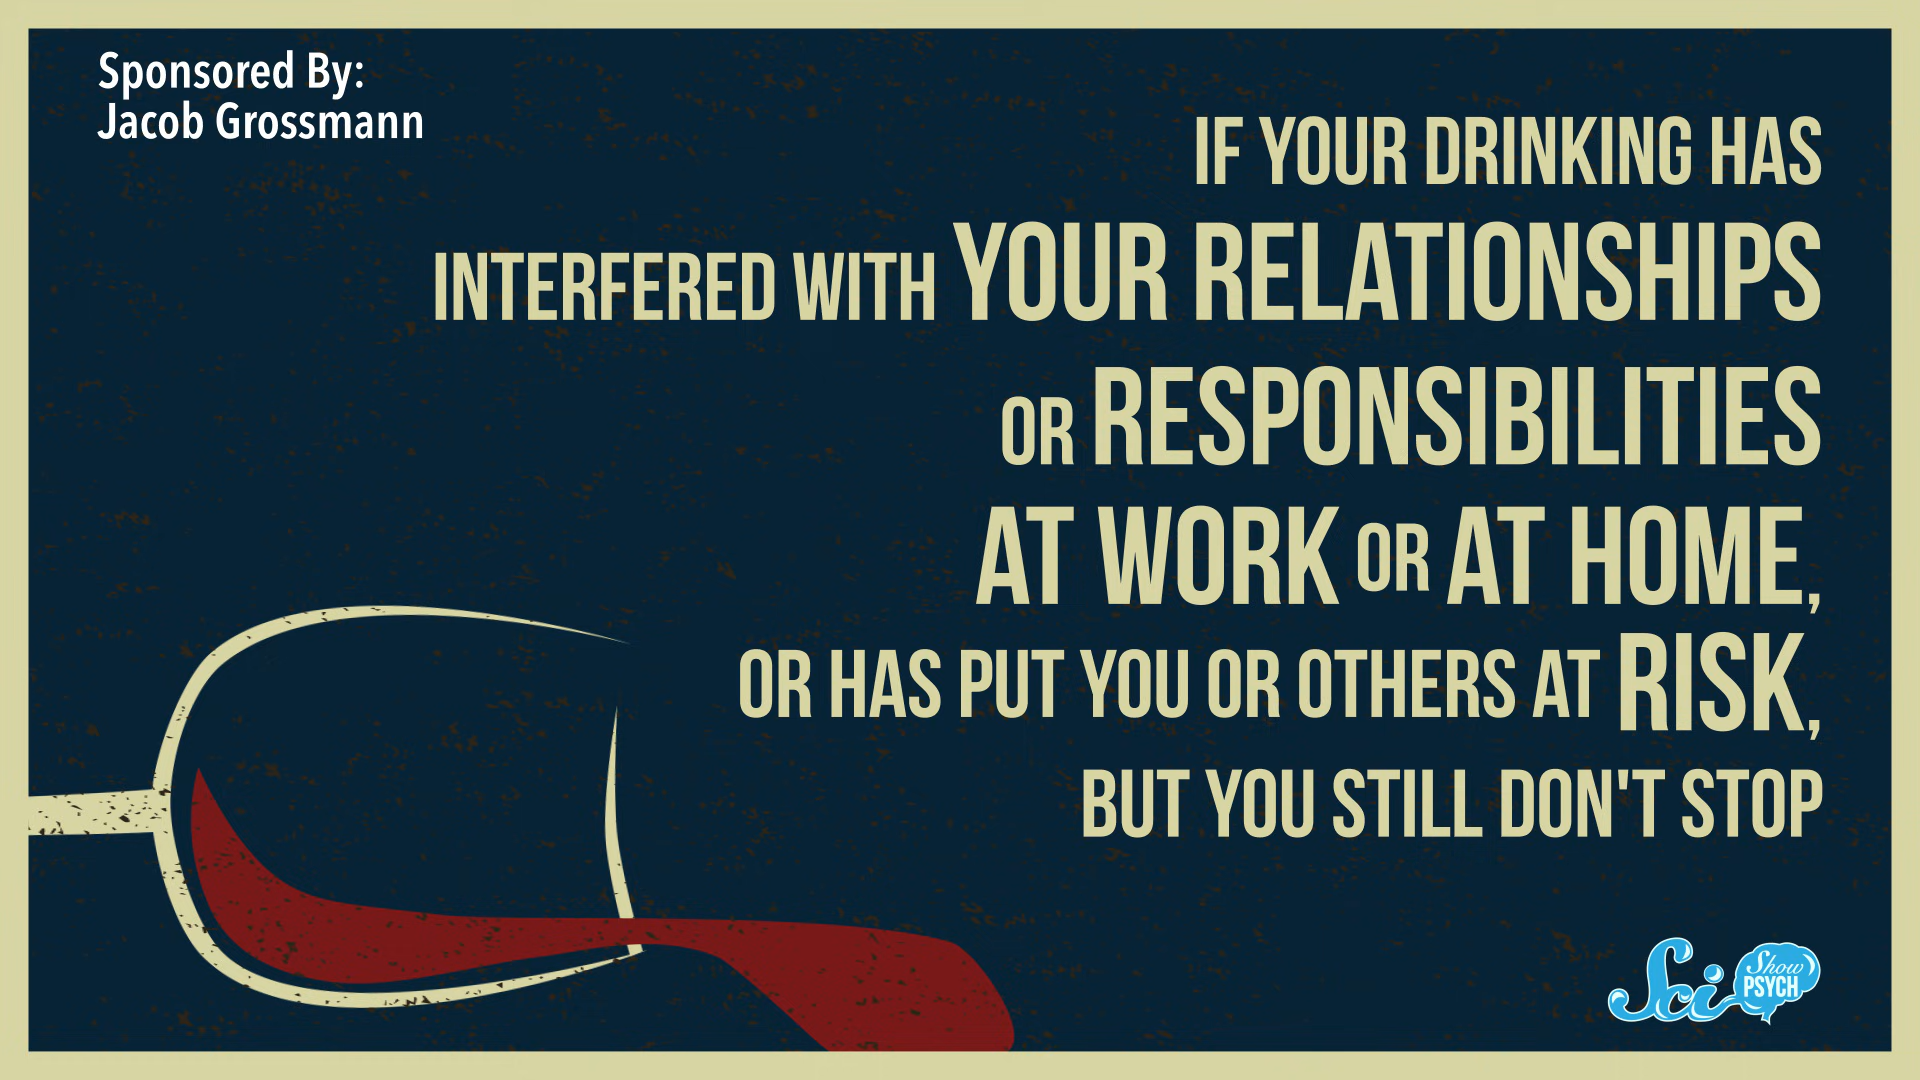 Sponsored By:
Jacob Grossmann
IF YOUR DRINKING HAS
INTERFERED WITH YOUR RELATIONSHIPS
OR RESPONSIBILITIES
AT WORK OR AT HOME,
OR HAS PUT YOU OR OTHERS AT RISK,
BUT YOU STILL DON'T STOP
Sci Show
PSYCH